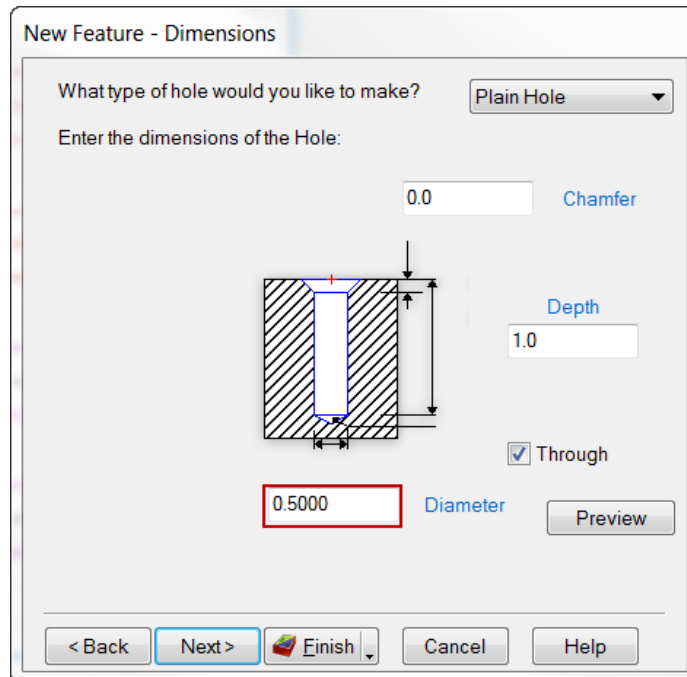 New Feature - Dimensions
What type of hole would you like to make?
Plain Hole
Enter the dimensions of the Hole:
0.0
Chamfer
Depth
1.0
Through
0.5000
Diameter
Preview
< Back
Next >
Finish
Cancel
Help